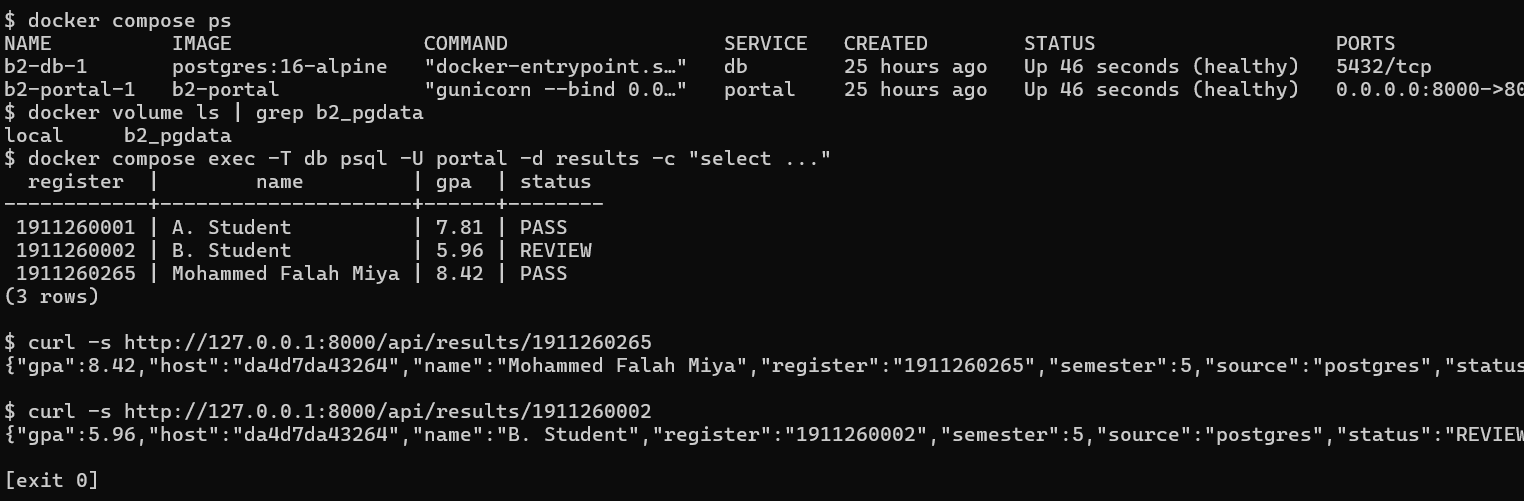 $ docker compose ps
NAME          IMAGE                COMMAND                  SERVICE   CREATED        STATUS                    PORTS
b2-db-1       postgres:16-alpine   "docker-entrypoint.s…"   db        25 hours ago   Up 46 seconds (healthy)   5432/tcp
b2-portal-1   b2-portal            "gunicorn --bind 0.0…"   portal    25 hours ago   Up 46 seconds (healthy)   0.0.0.0:8000->80
$ docker volume ls | grep b2_pgdata
local     b2_pgdata
$ docker compose exec -T db psql -U portal -d results -c "select ..."
  register  |        name         | gpa  | status
------------+---------------------+------+--------
 1911260001 | A. Student          | 7.81 | PASS
 1911260002 | B. Student          | 5.96 | REVIEW
 1911260265 | Mohammed Falah Miya | 8.42 | PASS
(3 rows)

$ curl -s http://127.0.0.1:8000/api/results/1911260265
{"gpa":8.42,"host":"da4d7da43264","name":"Mohammed Falah Miya","register":"1911260265","semester":5,"source":"postgres","status

$ curl -s http://127.0.0.1:8000/api/results/1911260002
{"gpa":5.96,"host":"da4d7da43264","name":"B. Student","register":"1911260002","semester":5,"source":"postgres","status":"REVIEW

[exit 0]